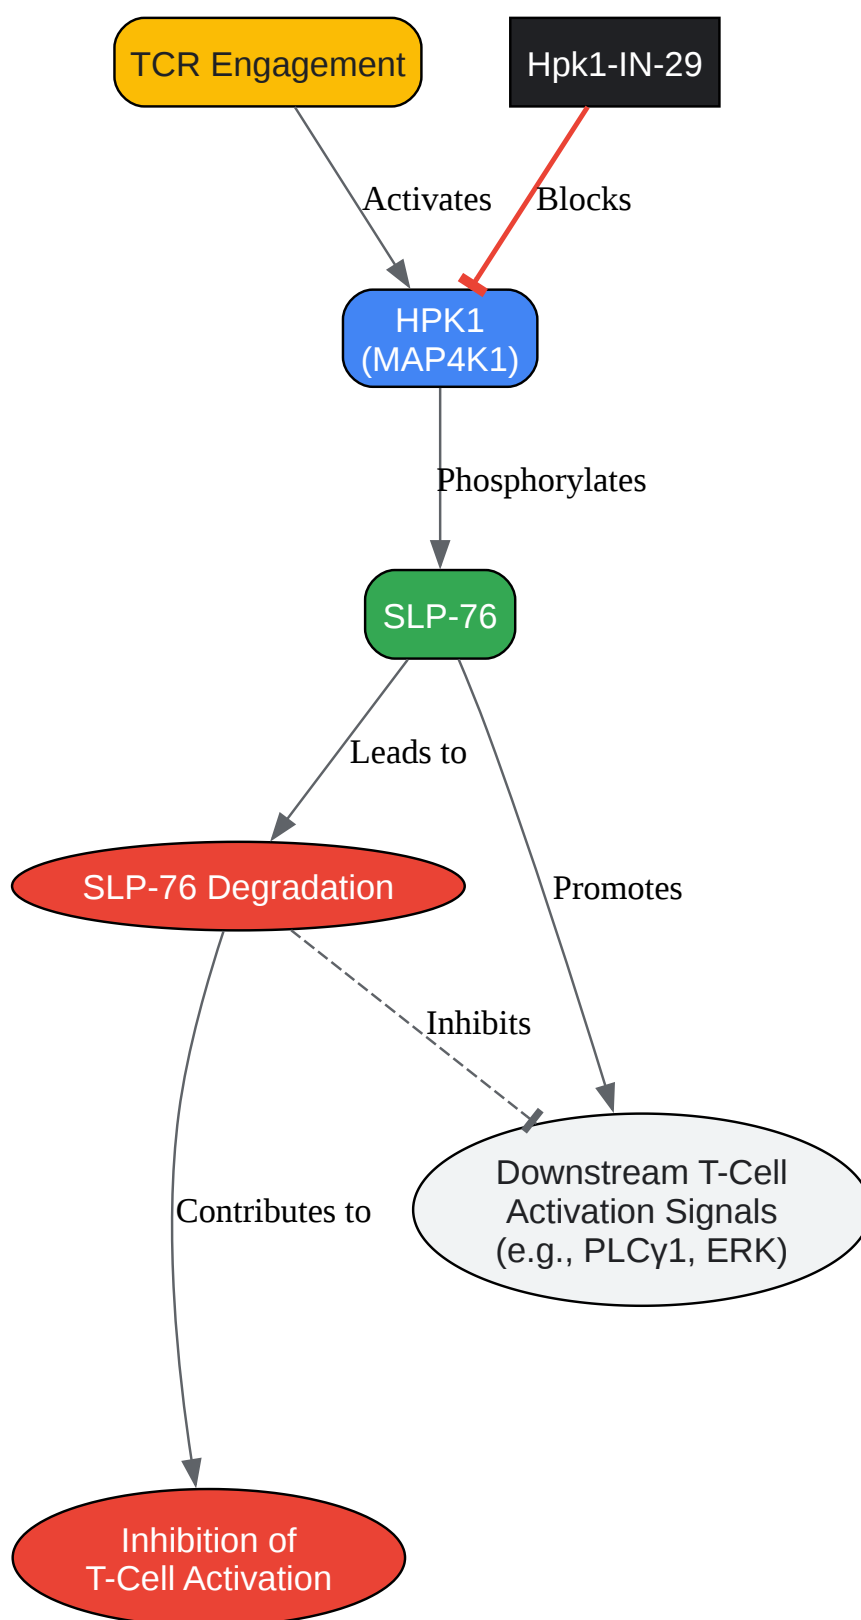 TCR Engagement
Hpk1-IN-29
Activates
Blocks
HPK1
(MAP4K1)
Phosphorylates
SLP-76
Leads to
SLP-76 Degradation
Promotes
Inhibits
Downstream T-Cell
Activation Signals
(e.g., PLCγ1, ERK)
Contributes to
Inhibition of
T-Cell Activation